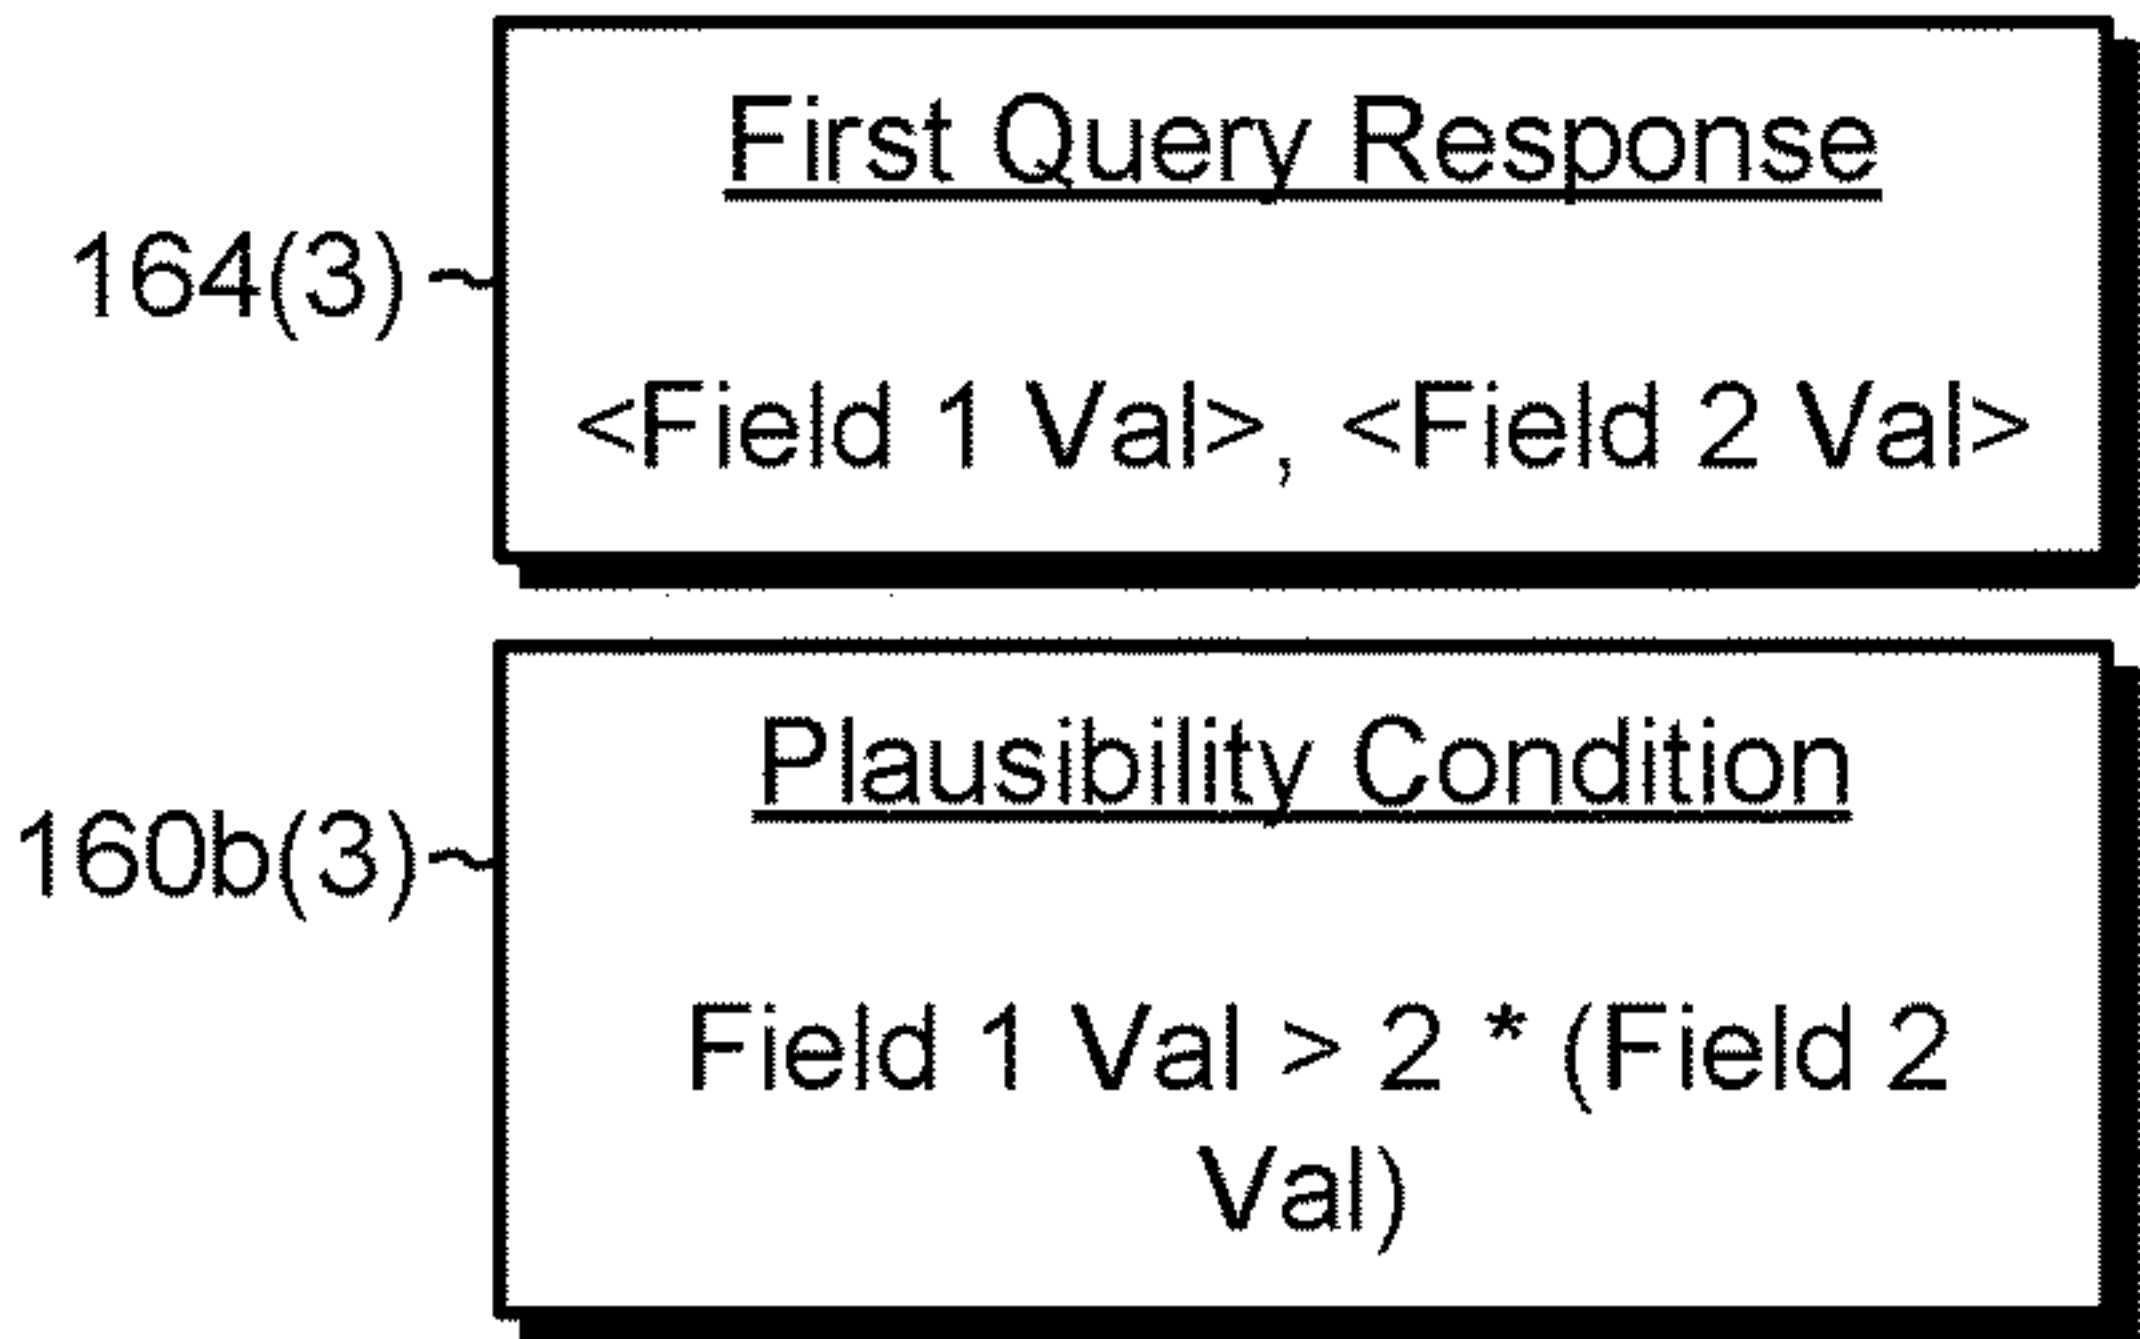 First Query Response
164(3)
<Field 1 Val>, <Field 2 Val>
Plausibility Condition
160b(3)
Field 1 Val > 2 * (Field 2
Val)